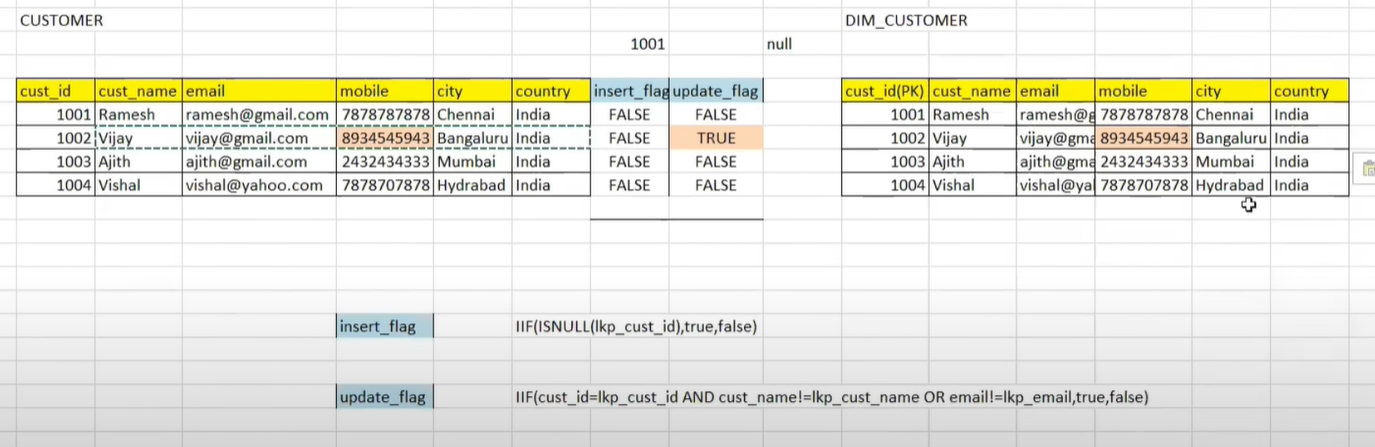 CUSTOMER DIM_CUSTOMER
1001 null
cust_id cust_name email mobile city country insert_flag update_flag cust_id(PK) cust_name email mobile city country
1001 Ramesh ramesh@gmail.com 7878787878 Chennai India FALSE FALSE 1001 Ramesh ramesh@g 7878787878 Chennai India
1002 Vijay vijay@gmail.com 8934545943 Bangaluru India FALSE TRUE 1002 Vijay vijay@gma 8934545943 Bangaluru India
1003 Ajith ajith@gmail.com 2432434333 Mumbai India FALSE FALSE 1003 Ajith ajith@gma 2432434333 Mumbai India
1004 Vishal vishal@yahoo.com 7878707878 Hydrabad India FALSE FALSE 1004 Vishal vishal@yal 7878707878 Hydrabad India
insert_flag IIF(ISNULL(lkp_cust_id),true,false)
update_flag IIF(cust_id=lkp_cust_id AND cust_name!=lkp_cust_name OR email!=lkp_email,true,false)